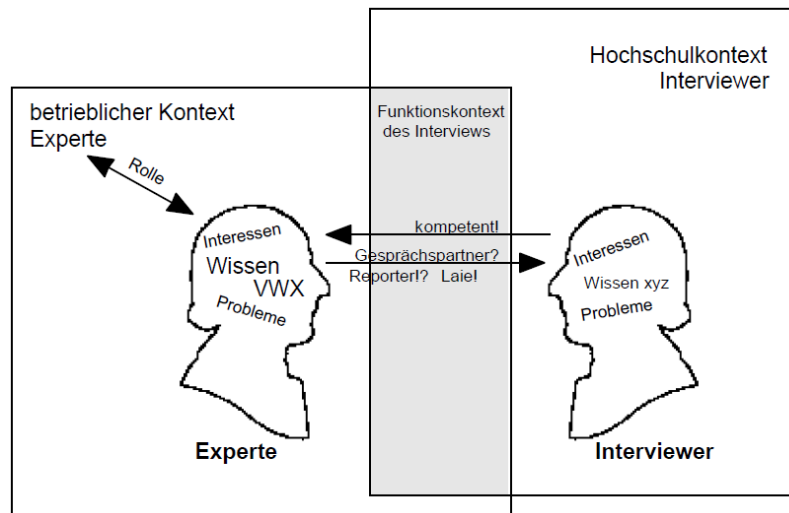 Hochschulkontext
Interviewer
betrieblicher Kontext
Experte
Funktionskontext
des Interviews
Rolle
kompetent!
Gesprächspartner?
Reporter!? Laie!
Interessen
Wissen
VWX
Probleme
Interessen
Wissen xyz
Probleme
Experte
Interviewer